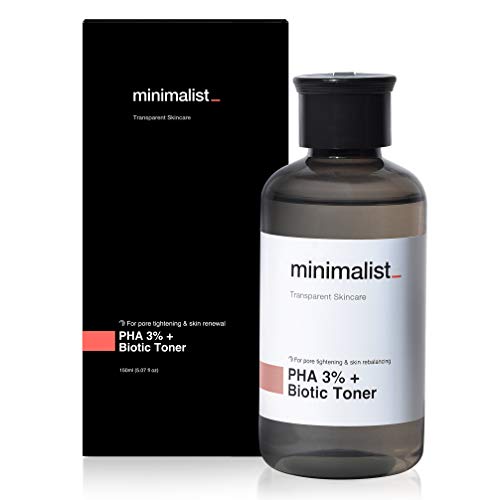 minimalist_
Transparent Skincare
For pore tightening & skin renewal
PHA 3% +
Biotic Toner
150ml (5.07 fl oz)
minimalist_
Transparent Skincare
For pore tightening & skin rebalancing
PHA 3% +
Biotic Toner